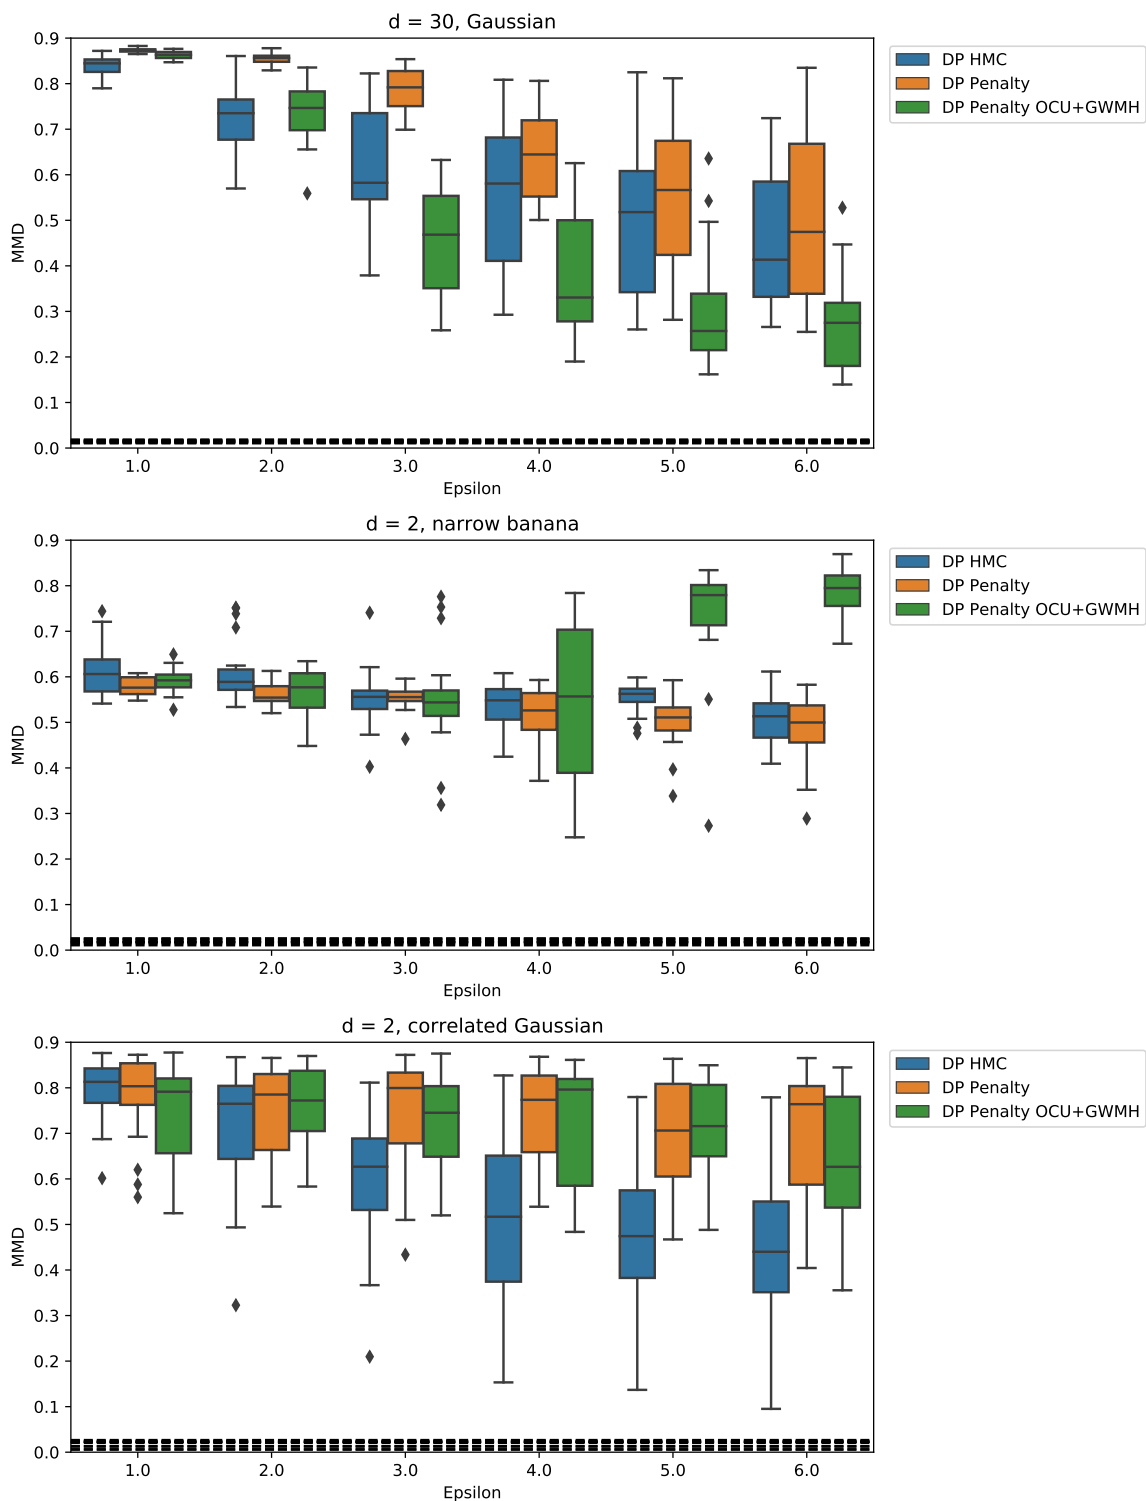 d = 30, Gaussian
0.9
0.8
0.7
0.6
0.5
0.4
0.3
0.2
0.1
0.0
MMD
1.0 2.0 3.0 4.0 5.0 6.0
Epsilon
DP HMC
DP Penalty
DP Penalty OCU+GWMH
d = 2, narrow banana
0.9
0.8
0.7
0.6
0.5
0.4
0.3
0.2
0.1
0.0
MMD
1.0 2.0 3.0 4.0 5.0 6.0
Epsilon
DP HMC
DP Penalty
DP Penalty OCU+GWMH
d = 2, correlated Gaussian
0.9
0.8
0.7
0.6
0.5
0.4
0.3
0.2
0.1
0.0
MMD
1.0 2.0 3.0 4.0 5.0 6.0
Epsilon
DP HMC
DP Penalty
DP Penalty OCU+GWMH